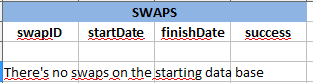 SWAPS
swapID startDate finishDate success
There's no swaps on the starting data base